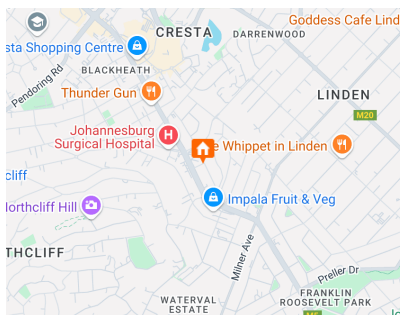 Goddess Cafe Lind
CRESTA
DARRENWOOD
sta Shopping Centre
BLACKHEATH
Pendoring Rd
Thunder Gun
LINDEN
M20
Johannesburg
Surgical Hospital
H
e Whippet in Linden
cliff
Northcliff Hill
Impala Fruit & Veg
THCLIFF
Milner Ave
Preller Dr
FRANKLIN
ROOSEVELT PARK
WATERVAL
ESTATE